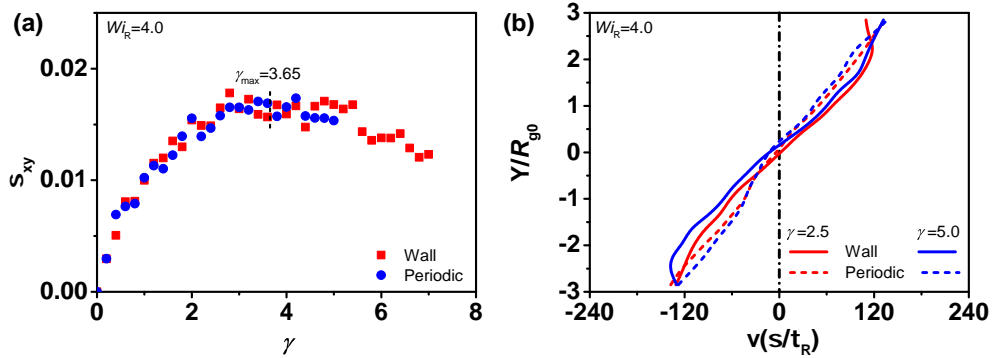 (a)
Wi_R=4.0
γ_max=3.65
s_xy
0.02
0.01
0.00
0
2
4
6
8
γ
Wall
Periodic
(b)
Wi_R=4.0
Y/R_g0
3
2
1
0
-1
-2
-3
γ=2.5
γ=5.0
Wall
Periodic
-240
-120
0
120
240
v(s/t_R)